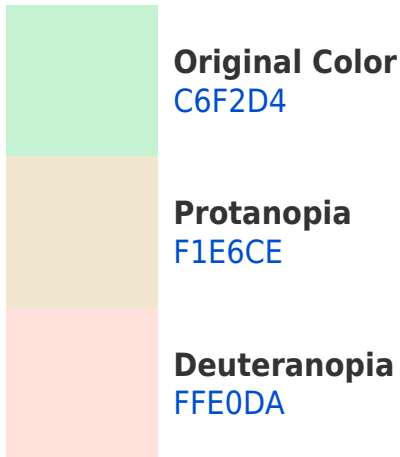 Original Color
C6F2D4
Protanopia
F1E6CE
Deuteranopia
FFE0DA